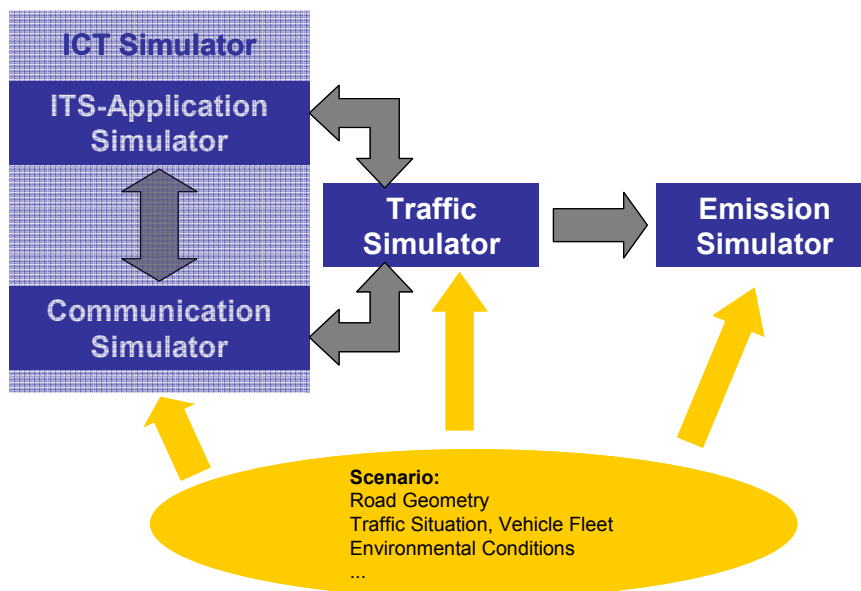 ICT Simulator
ITS-Application
Simulator
Traffic
Simulator
Emission
Simulator
Communication
Simulator
Scenario:
Road Geometry
Traffic Situation, Vehicle Fleet
Environmental Conditions
...